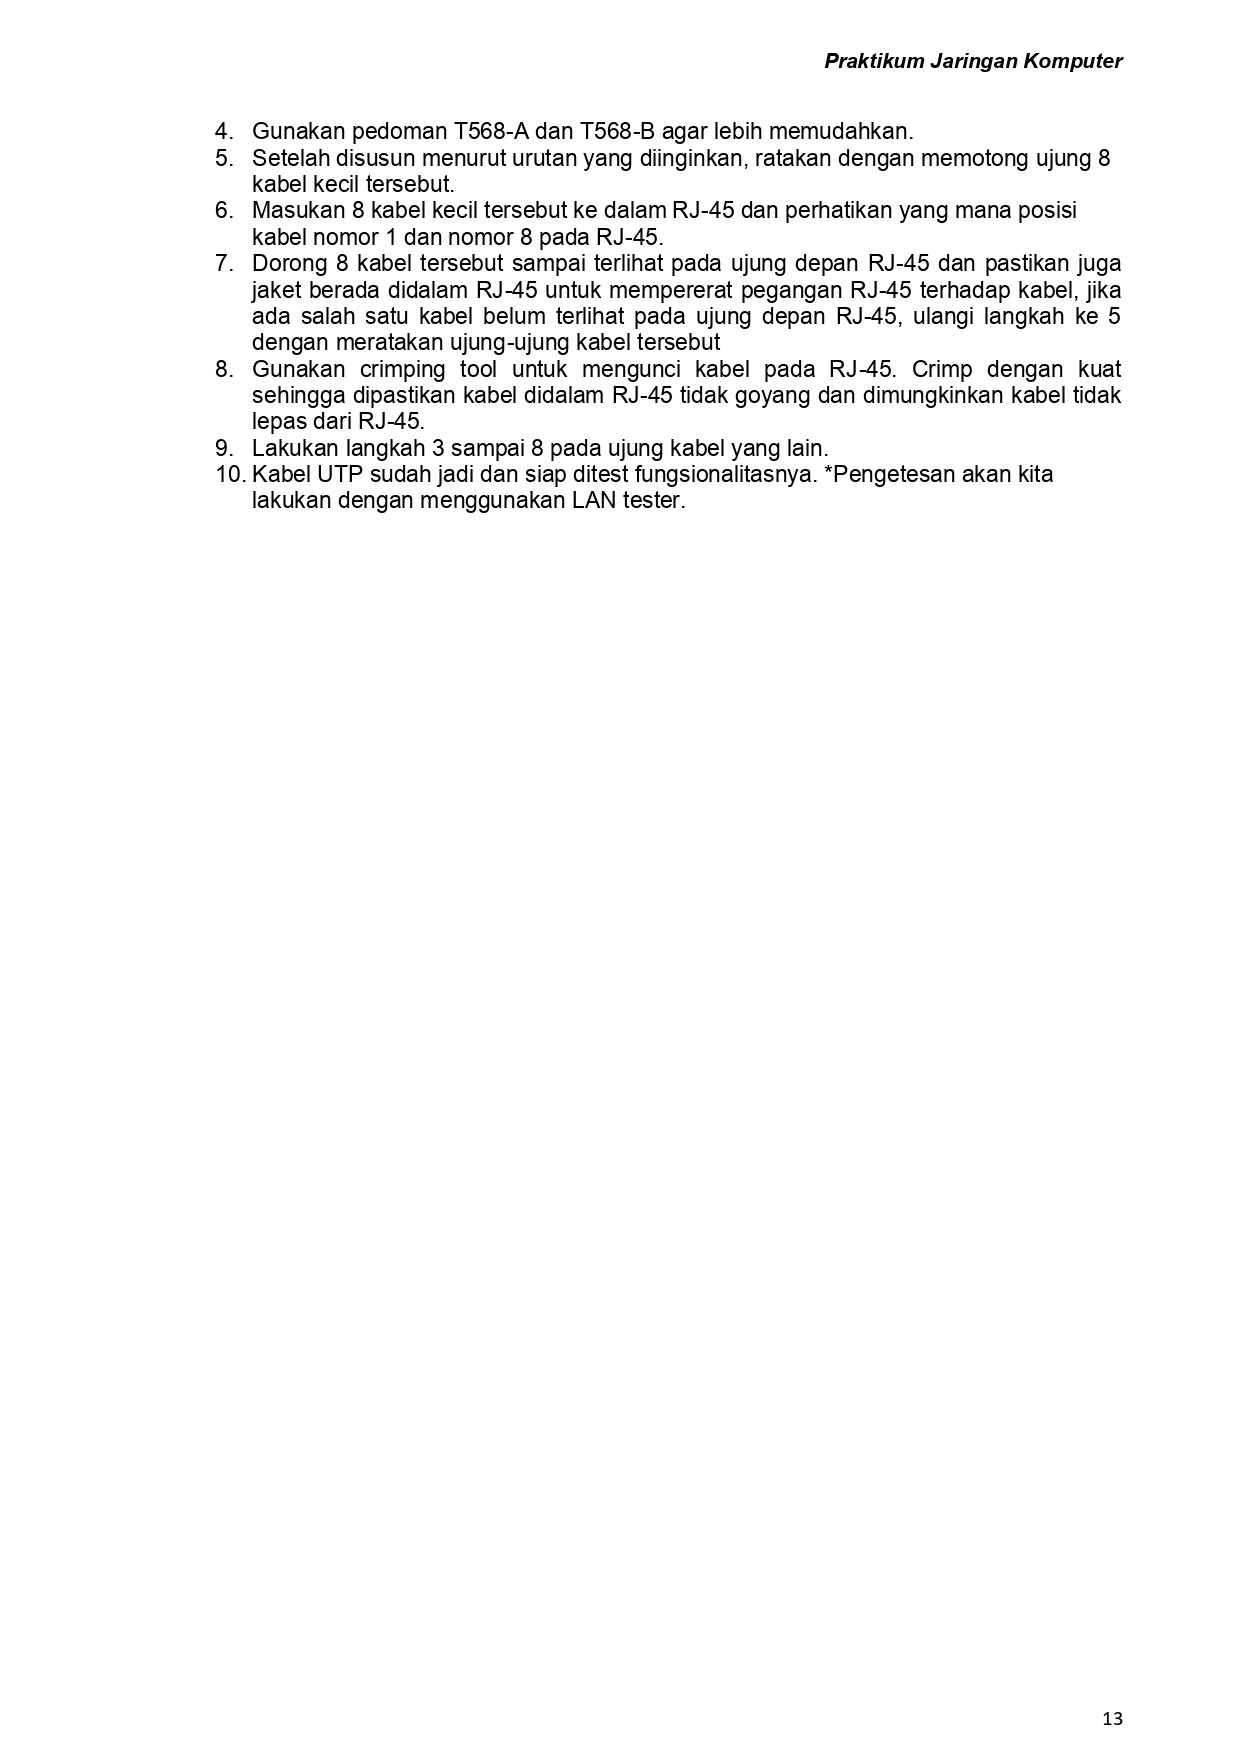 Praktikum Jaringan Komputer
4. Gunakan pedoman T568-A dan T568-B agar lebih memudahkan.
5. Setelah disusun menurut urutan yang diinginkan, ratakan dengan memotong ujung 8
kabel kecil tersebut.
6. Masukan 8 kabel kecil tersebut ke dalam RJ-45 dan perhatikan yang mana posisi
kabel nomor 1 dan nomor 8 pada RJ-45.
7. Dorong 8 kabel tersebut sampai terlihat pada ujung depan RJ-45 dan pastikan juga
jaket berada didalam RJ-45 untuk mempererat pegangan RJ-45 terhadap kabel, jika
ada salah satu kabel belum terlihat pada ujung depan RJ-45, ulangi langkah ke 5
dengan meratakan ujung-ujung kabel tersebut
8. Gunakan crimping tool untuk mengunci kabel pada RJ-45. Crimp dengan kuat
sehingga dipastikan kabel didalam RJ-45 tidak goyang dan dimungkinkan kabel tidak
lepas dari RJ-45.
9. Lakukan langkah 3 sampai 8 pada ujung kabel yang lain.
10. Kabel UTP sudah jadi dan siap ditest fungsionalitasnya. *Pengetesan akan kita
lakukan dengan menggunakan LAN tester.
13